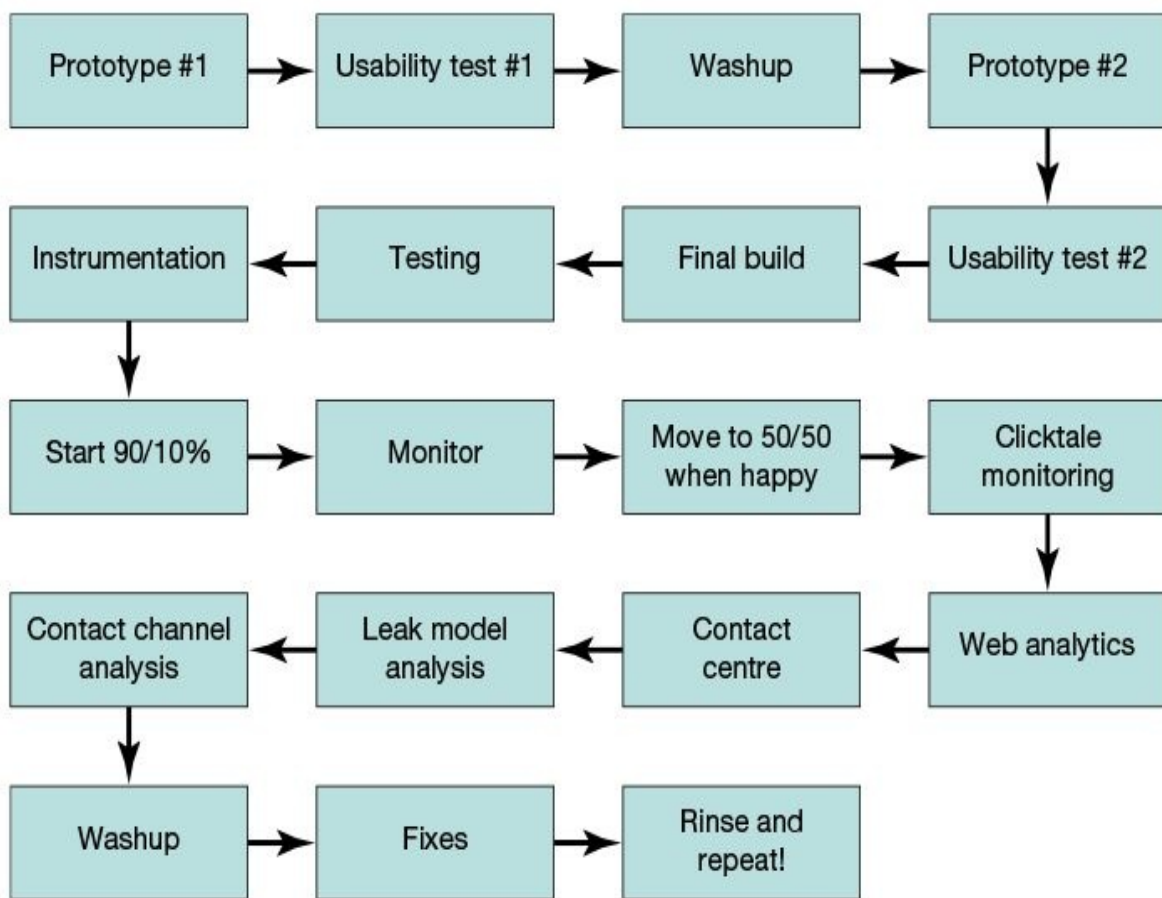 Prototype #1
Usability test #1
Washup
Prototype #2
Usability test #2
Final build
Testing
Instrumentation
Start 90/10%
Monitor
Move to 50/50
when happy
Clicktale
monitoring
Web analytics
Contact
centre
Leak model
analysis
Contact channel
analysis
Washup
Fixes
Rinse and
repeat!